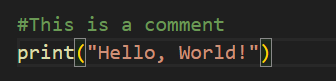 #This is a comment
print("Hello, World!")